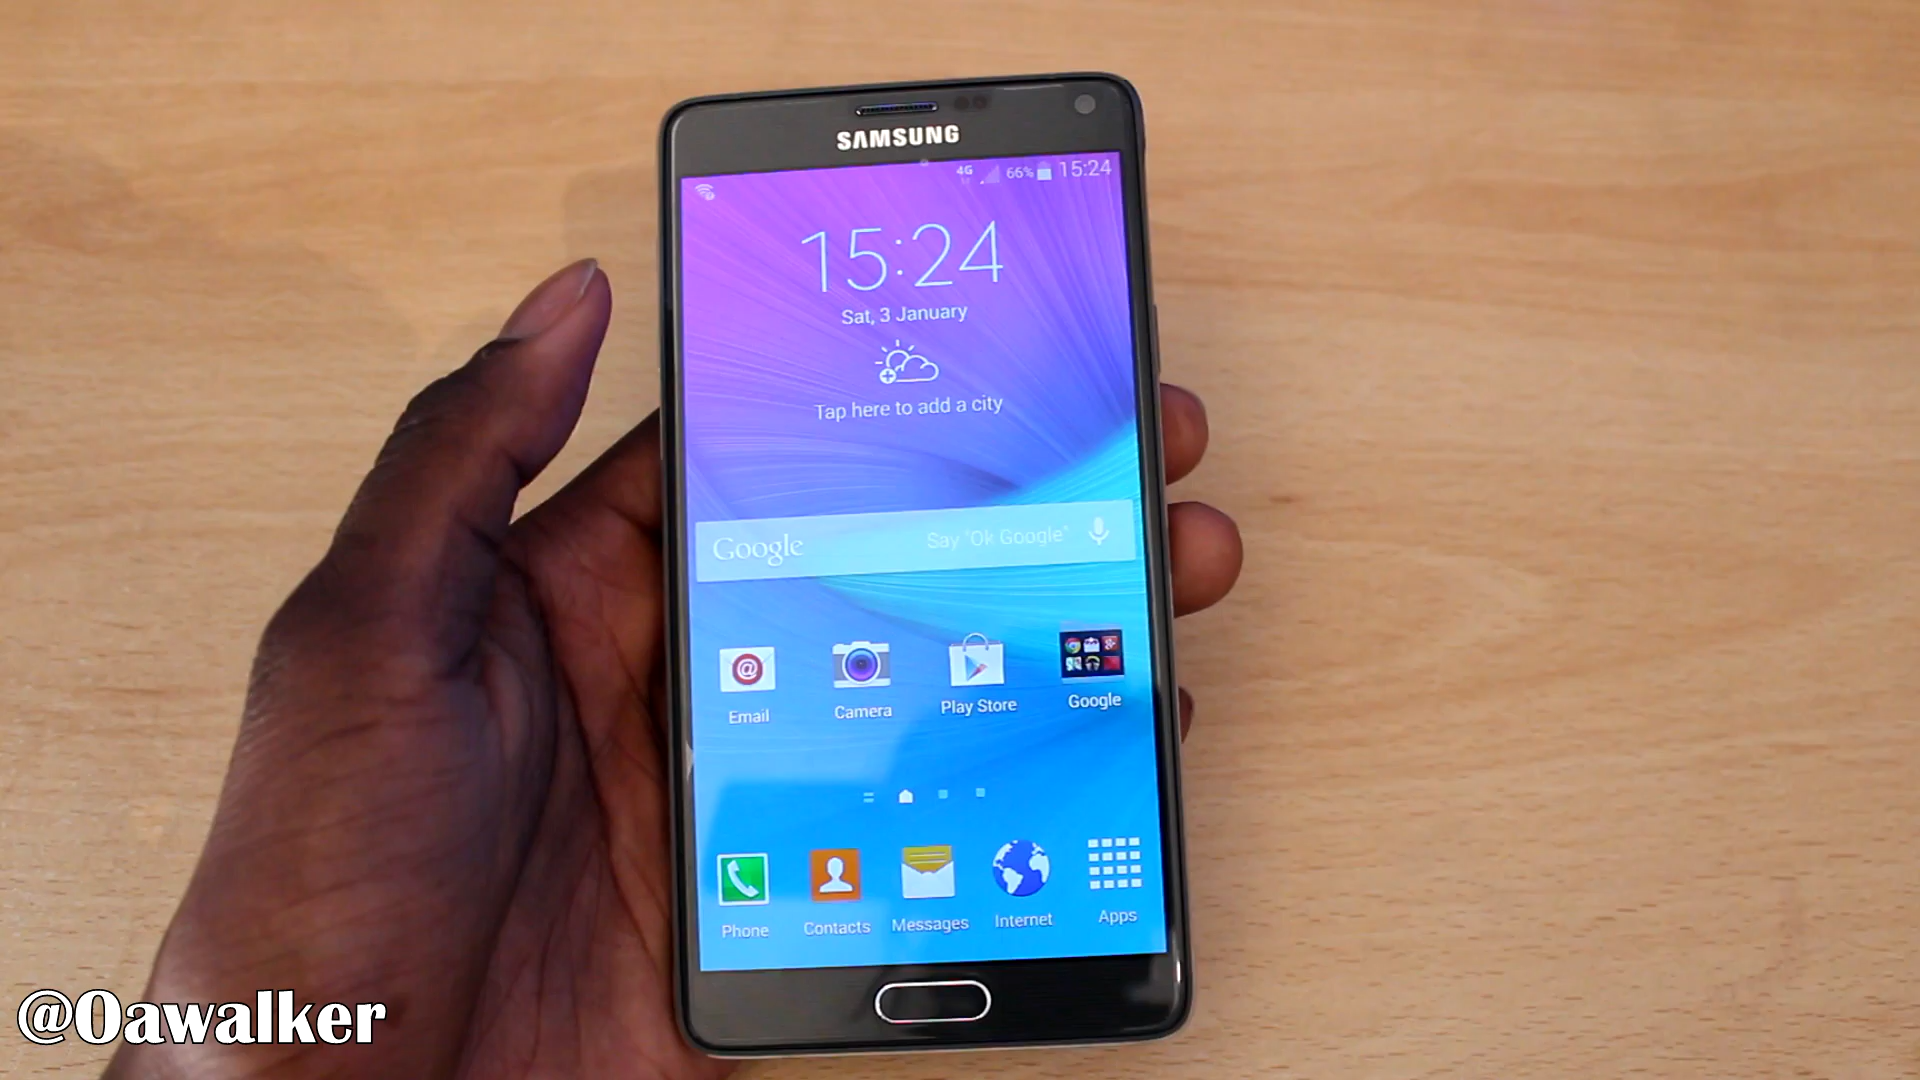 SAMSUNG
4G 66% 15:24
15:24
Sat, 3 January
Tap here to add a city
Google Say "Ok Google"
Email Camera Play Store Google
Phone Contacts Messages Internet Apps
@0awalker